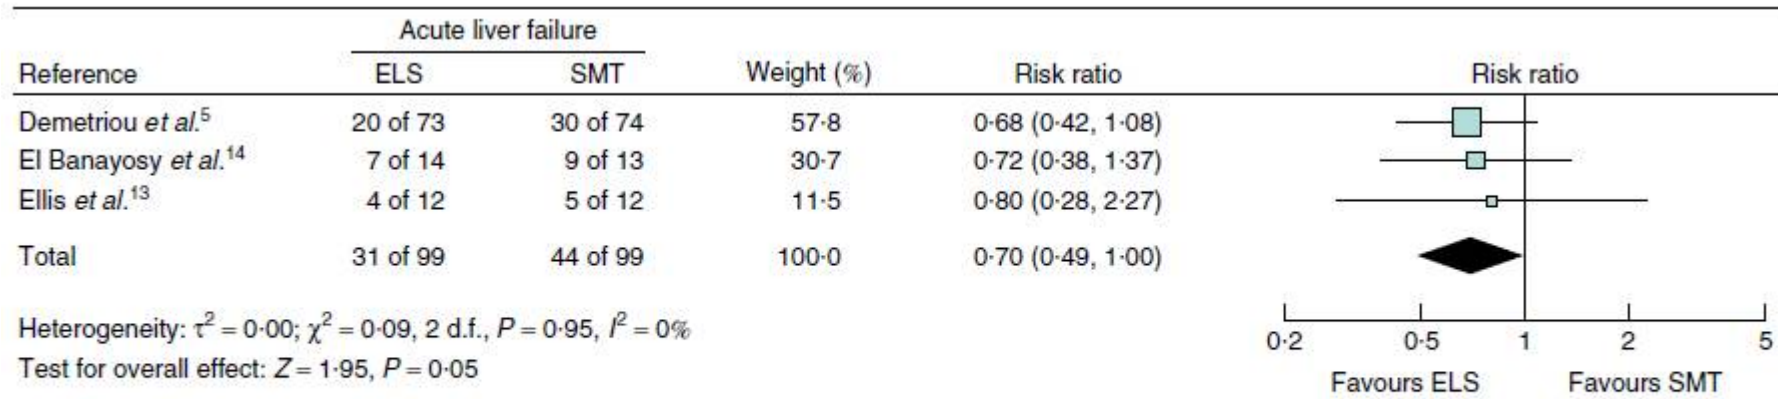 Acute liver failure
Reference ELS SMT Weight (%) Risk ratio Risk ratio
Demetriou et al.⁵ 20 of 73 30 of 74 57·8 0·68 (0·42, 1·08)
El Banayosy et al.¹⁴ 7 of 14 9 of 13 30·7 0·72 (0·38, 1·37)
Ellis et al.¹³ 4 of 12 5 of 12 11·5 0·80 (0·28, 2·27)
Total 31 of 99 44 of 99 100·0 0·70 (0·49, 1·00)
Heterogeneity: τ² = 0·00; χ² = 0·09, 2 d.f., P = 0·95, I² = 0%
Test for overall effect: Z = 1·95, P = 0·05
0·2 0·5 1 2 5
Favours ELS Favours SMT